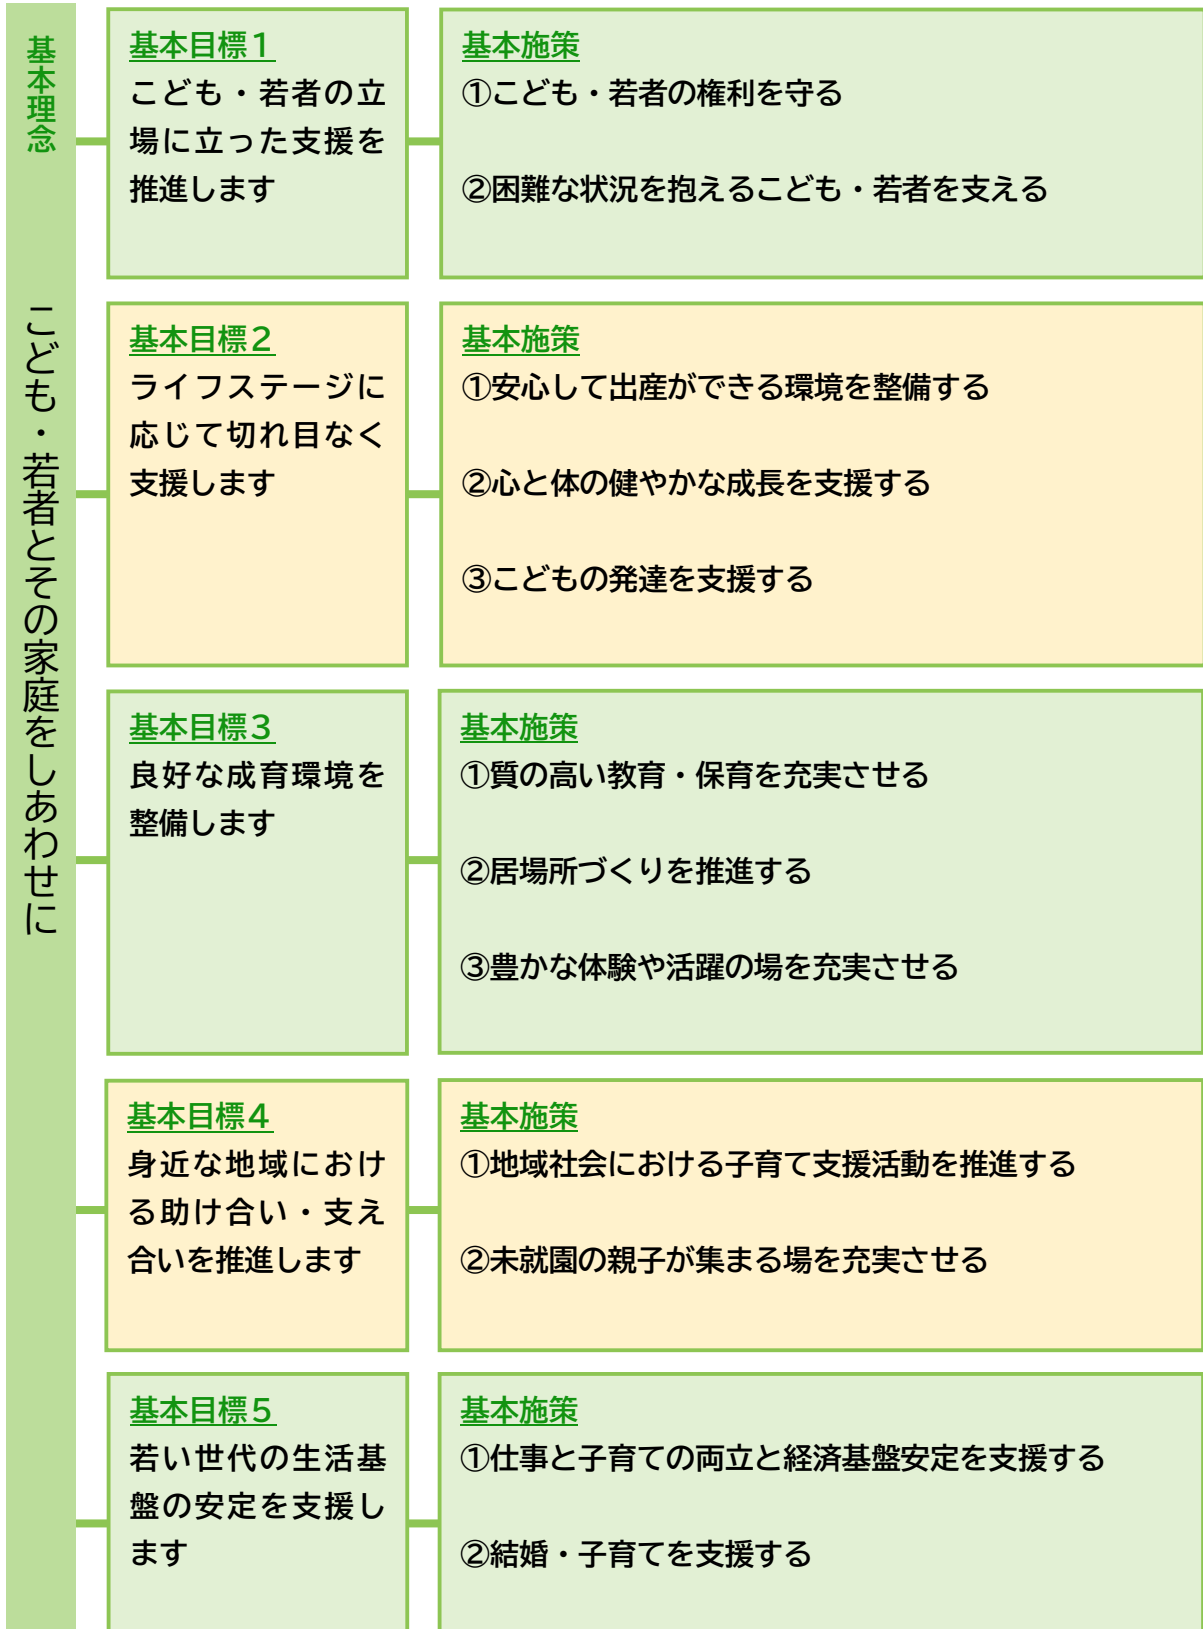 基本理念
こども・若者とその家庭をしあわせに
基本目標１
こども・若者の立
場に立った支援を
推進します
基本施策
①こども・若者の権利を守る
②困難な状況を抱えるこども・若者を支える
基本目標２
ライフステージに
応じて切れ目なく
支援します
基本施策
①安心して出産ができる環境を整備する
②心と体の健やかな成長を支援する
③こどもの発達を支援する
基本目標３
良好な成育環境を
整備します
基本施策
①質の高い教育・保育を充実させる
②居場所づくりを推進する
③豊かな体験や活躍の場を充実させる
基本目標４
身近な地域におけ
る助け合い・支え
合いを推進します
基本施策
①地域社会における子育て支援活動を推進する
②未就園の親子が集まる場を充実させる
基本目標５
若い世代の生活基
盤の安定を支援し
ます
基本施策
①仕事と子育ての両立と経済基盤安定を支援する
②結婚・子育てを支援する